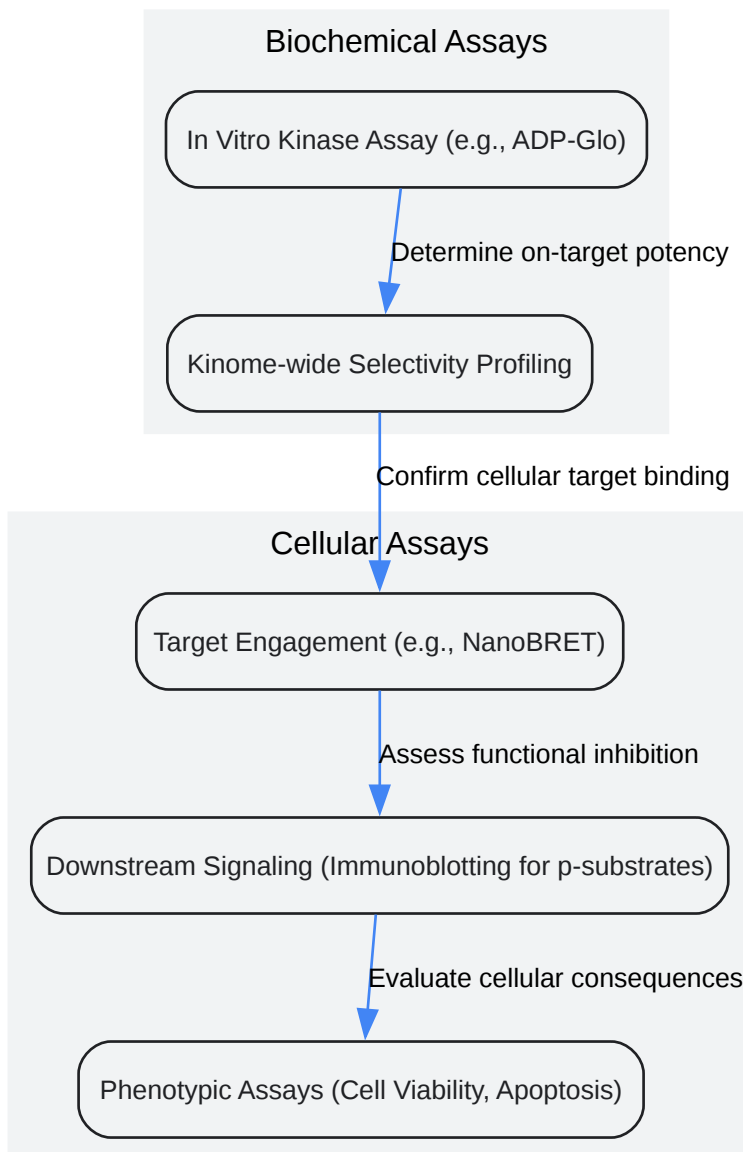 Biochemical Assays
In Vitro Kinase Assay (e.g., ADP-Glo)
Determine on-target potency
Kinome-wide Selectivity Profiling
Confirm cellular target binding
Cellular Assays
Target Engagement (e.g., NanoBRET)
Assess functional inhibition
Downstream Signaling (Immunoblotting for p-substrates)
Evaluate cellular consequences
Phenotypic Assays (Cell Viability, Apoptosis)